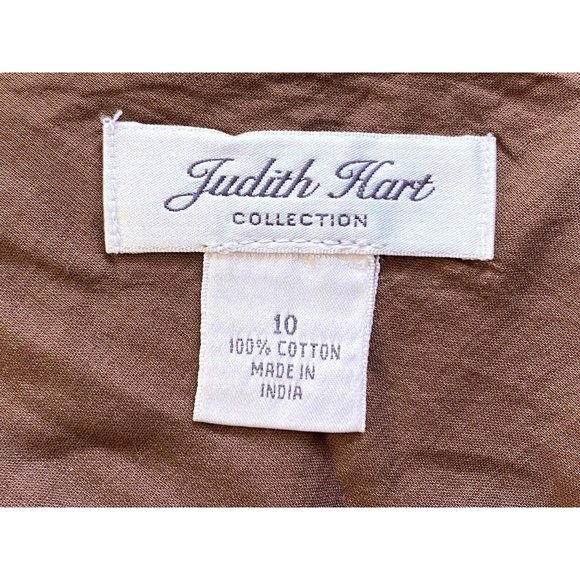 Judith Hart
COLLECTION
10
100% COTTON
MADE IN
INDIA